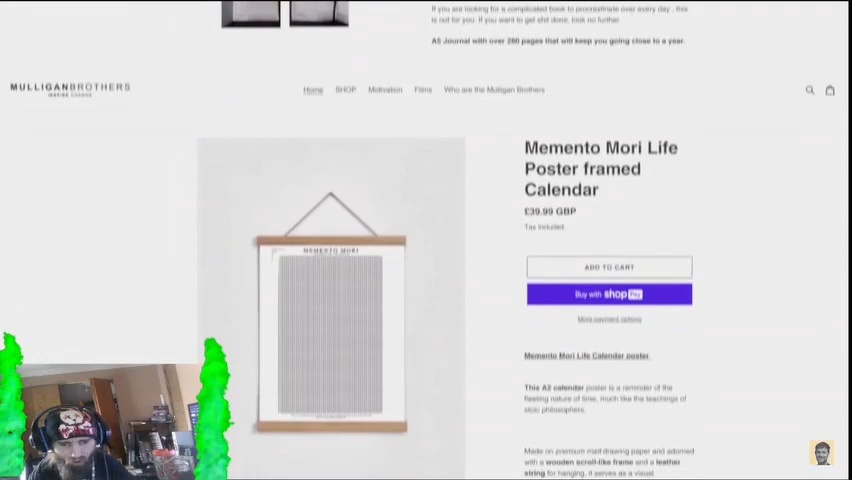 If you are looking for a complicated book to procrastinate over every day , this
is not for you. If you want to get shit done, look no further
A5 Journal with over 280 pages that will keep you going close to a year.
MULLIGANBROTHERS
INSPIRE CHANGE
Home SHOP Motivation Films Who are the Mulligan Brothers
Memento Mori Life
Poster framed
Calendar
£39.99 GBP
Tax included
ADD TO CART
Buy with shop Pay
More payment options
MEMENTO MORI
Memento Mori Life Calendar poster
This A2 calendar poster is a reminder of the
fleeting nature of time, much like the teachings of
stoic philosophers.
Made on premium matt drawing paper and adorned
with a wooden scroll-like frame and a leather
string for hanging, it serves as a visual